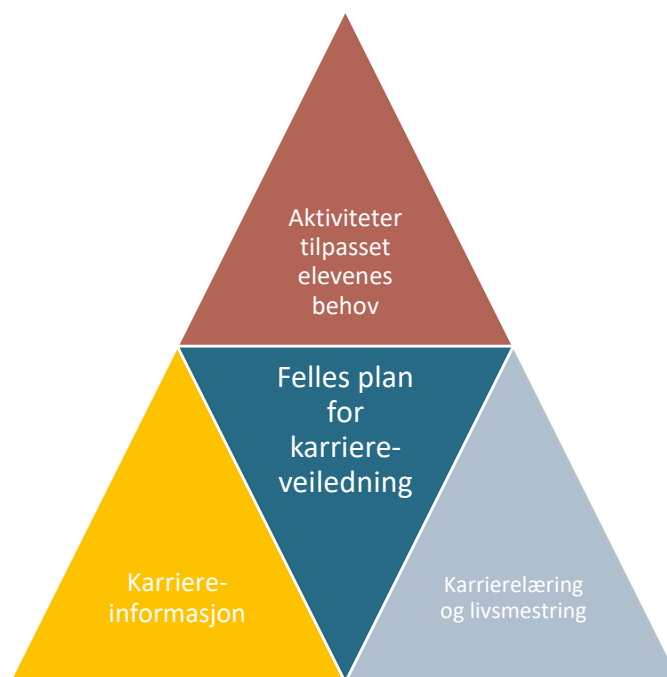 Aktiviteter
tilpasset
elevenes
behov
Felles plan
for
karriere-
veiledning
Karriere-
informasjon
Karrierelæring
og livsmestring